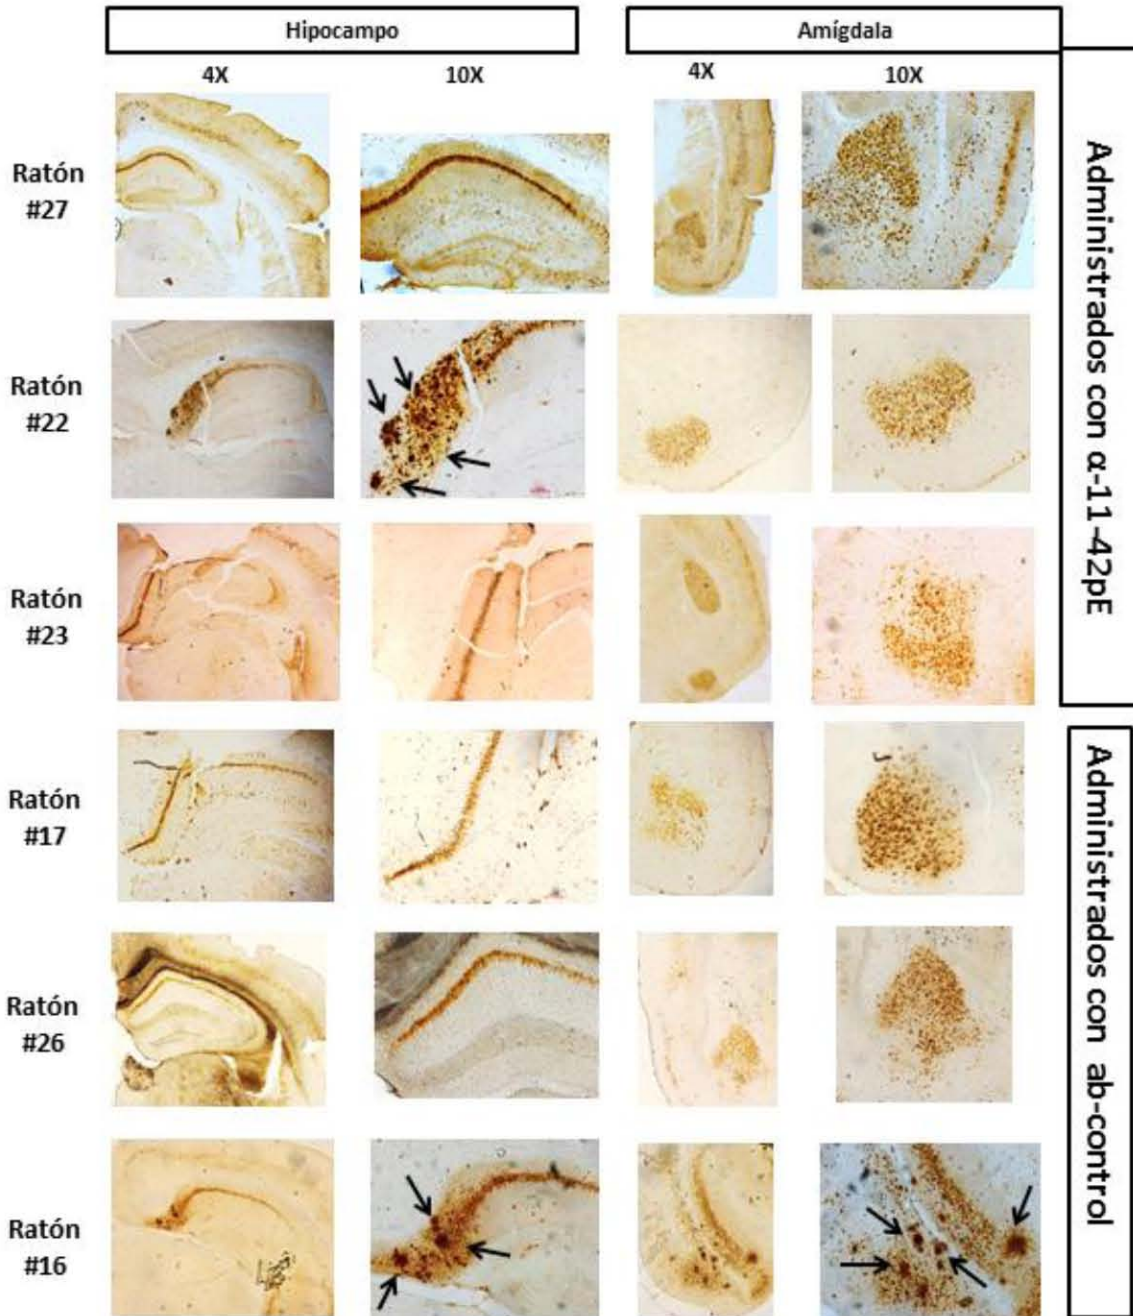 Hipocampo
Amígdala
4X
10X
4X
10X
Ratón
#27
Ratón
#22
Ratón
#23
Administrados con α-11-42pE
Ratón
#17
Ratón
#26
Ratón
#16
Administrados con ab-control